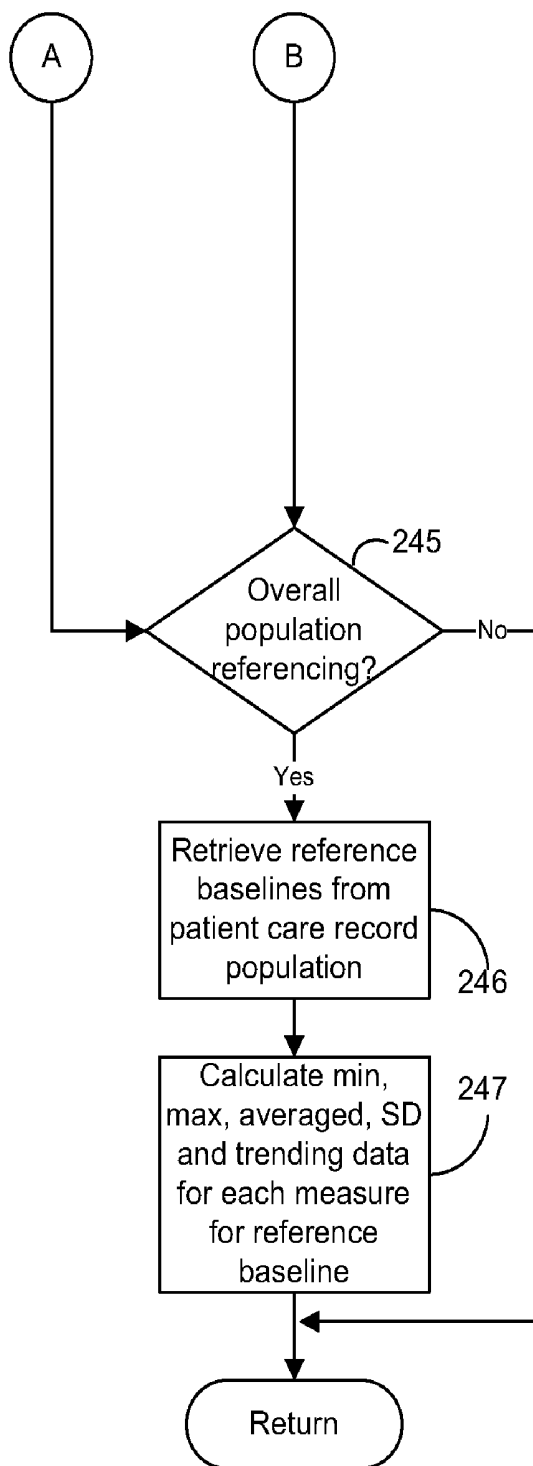 A
B
245
Overall
population
referencing?
No
Yes
Retrieve reference
baselines from
patient care record
population
246
Calculate min,
max, averaged, SD
and trending data
for each measure
for reference
baseline
247
Return